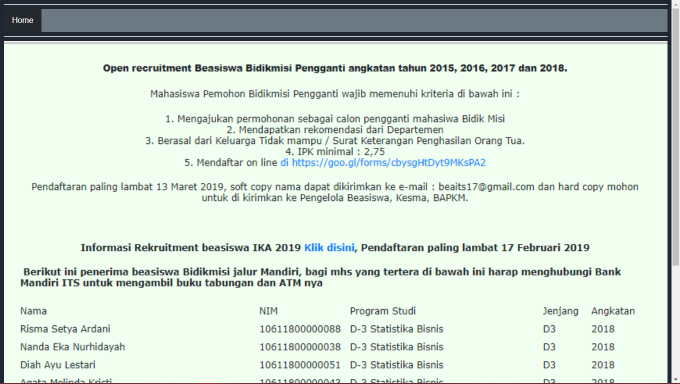 Home
Open recruitment Beasiswa Bidikmisi Pengganti angkatan tahun 2015, 2016, 2017 dan 2018.
Mahasiswa Pemohon Bidikmisi Pengganti wajib memenuhi kriteria di bawah ini :
1. Mengajukan permohonan sebagai calon pengganti mahasiwa Bidik Misi
2. Mendapatkan rekomendasi dari Departemen
3. Berasal dari Keluarga Tidak mampu / Surat Keterangan Penghasilan Orang Tua.
4. IPK minimal : 2,75
5. Mendaftar on line di https://goo.gl/forms/cbysgHtDyt9MKsPA2
Pendaftaran paling lambat 13 Maret 2019, soft copy nama dapat dikirimkan ke e-mail : beaits17@gmail.com dan hard copy mohon
untuk di kirimkan ke Pengelola Beasiswa, Kesma, BAPKM.
Informasi Rekruitment beasiswa IKA 2019 Klik disini, Pendaftaran paling lambat 17 Februari 2019
Berikut ini penerima beasiswa Bidikmisi jalur Mandiri, bagi mhs yang tertera di bawah ini harap menghubungi Bank
Mandiri ITS untuk mengambil buku tabungan dan ATM nya
Nama NIM Program Studi Jenjang Angkatan
Risma Setya Ardani 10611800000088 D-3 Statistika Bisnis D3 2018
Nanda Eka Nurhidayah 10611800000038 D-3 Statistika Bisnis D3 2018
Diah Ayu Lestari 10611800000051 D-3 Statistika Bisnis D3 2018
Agata Melinda Kristi 10611800000043 D-3 Statistika Bisnis D3 2018